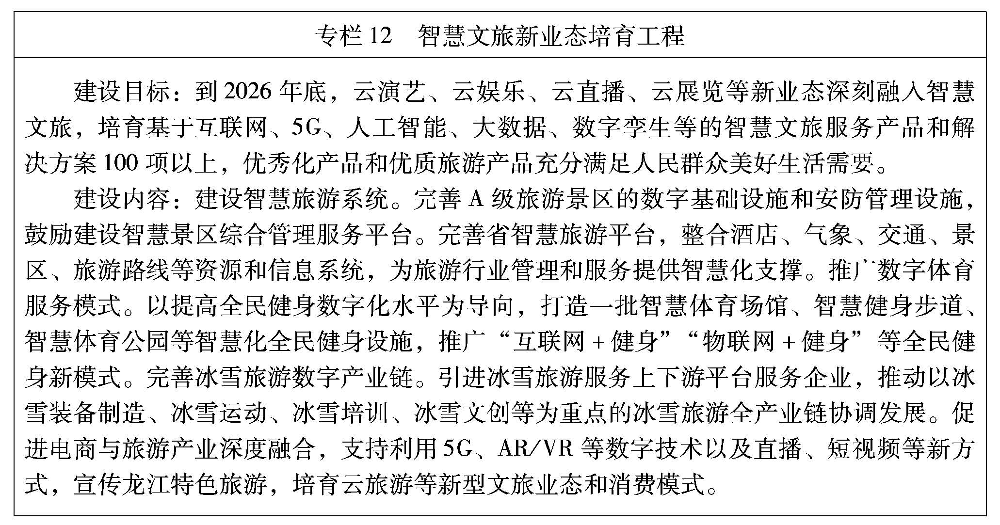 专栏 12　智慧文旅新业态培育工程
建设目标：到 2026 年底，云演艺、云娱乐、云直播、云展览等新业态深刻融入智慧
文旅，培育基于互联网、5G、人工智能、大数据、数字孪生等的智慧文旅服务产品和解
决方案 100 项以上，优秀化产品和优质旅游产品充分满足人民群众美好生活需要。
建设内容：建设智慧旅游系统。完善 A 级旅游景区的数字基础设施和安防管理设施，
鼓励建设智慧景区综合管理服务平台。完善省智慧旅游平台，整合酒店、气象、交通、景
区、旅游路线等资源和信息系统，为旅游行业管理和服务提供智慧化支撑。推广数字体育
服务模式。以提高全民健身数字化水平为导向，打造一批智慧体育场馆、智慧健身步道、
智慧体育公园等智慧化全民健身设施，推广“互联网 + 健身”“物联网 + 健身” 等全民健
身新模式。完善冰雪旅游数字产业链。引进冰雪旅游服务上下游平台服务企业，推动以冰
雪装备制造、冰雪运动、冰雪培训、冰雪文创等为重点的冰雪旅游全产业链协调发展。促
进电商与旅游产业深度融合，支持利用 5G、AR/VR 等数字技术以及直播、短视频等新方
式，宣传龙江特色旅游，培育云旅游等新型文旅业态和消费模式。